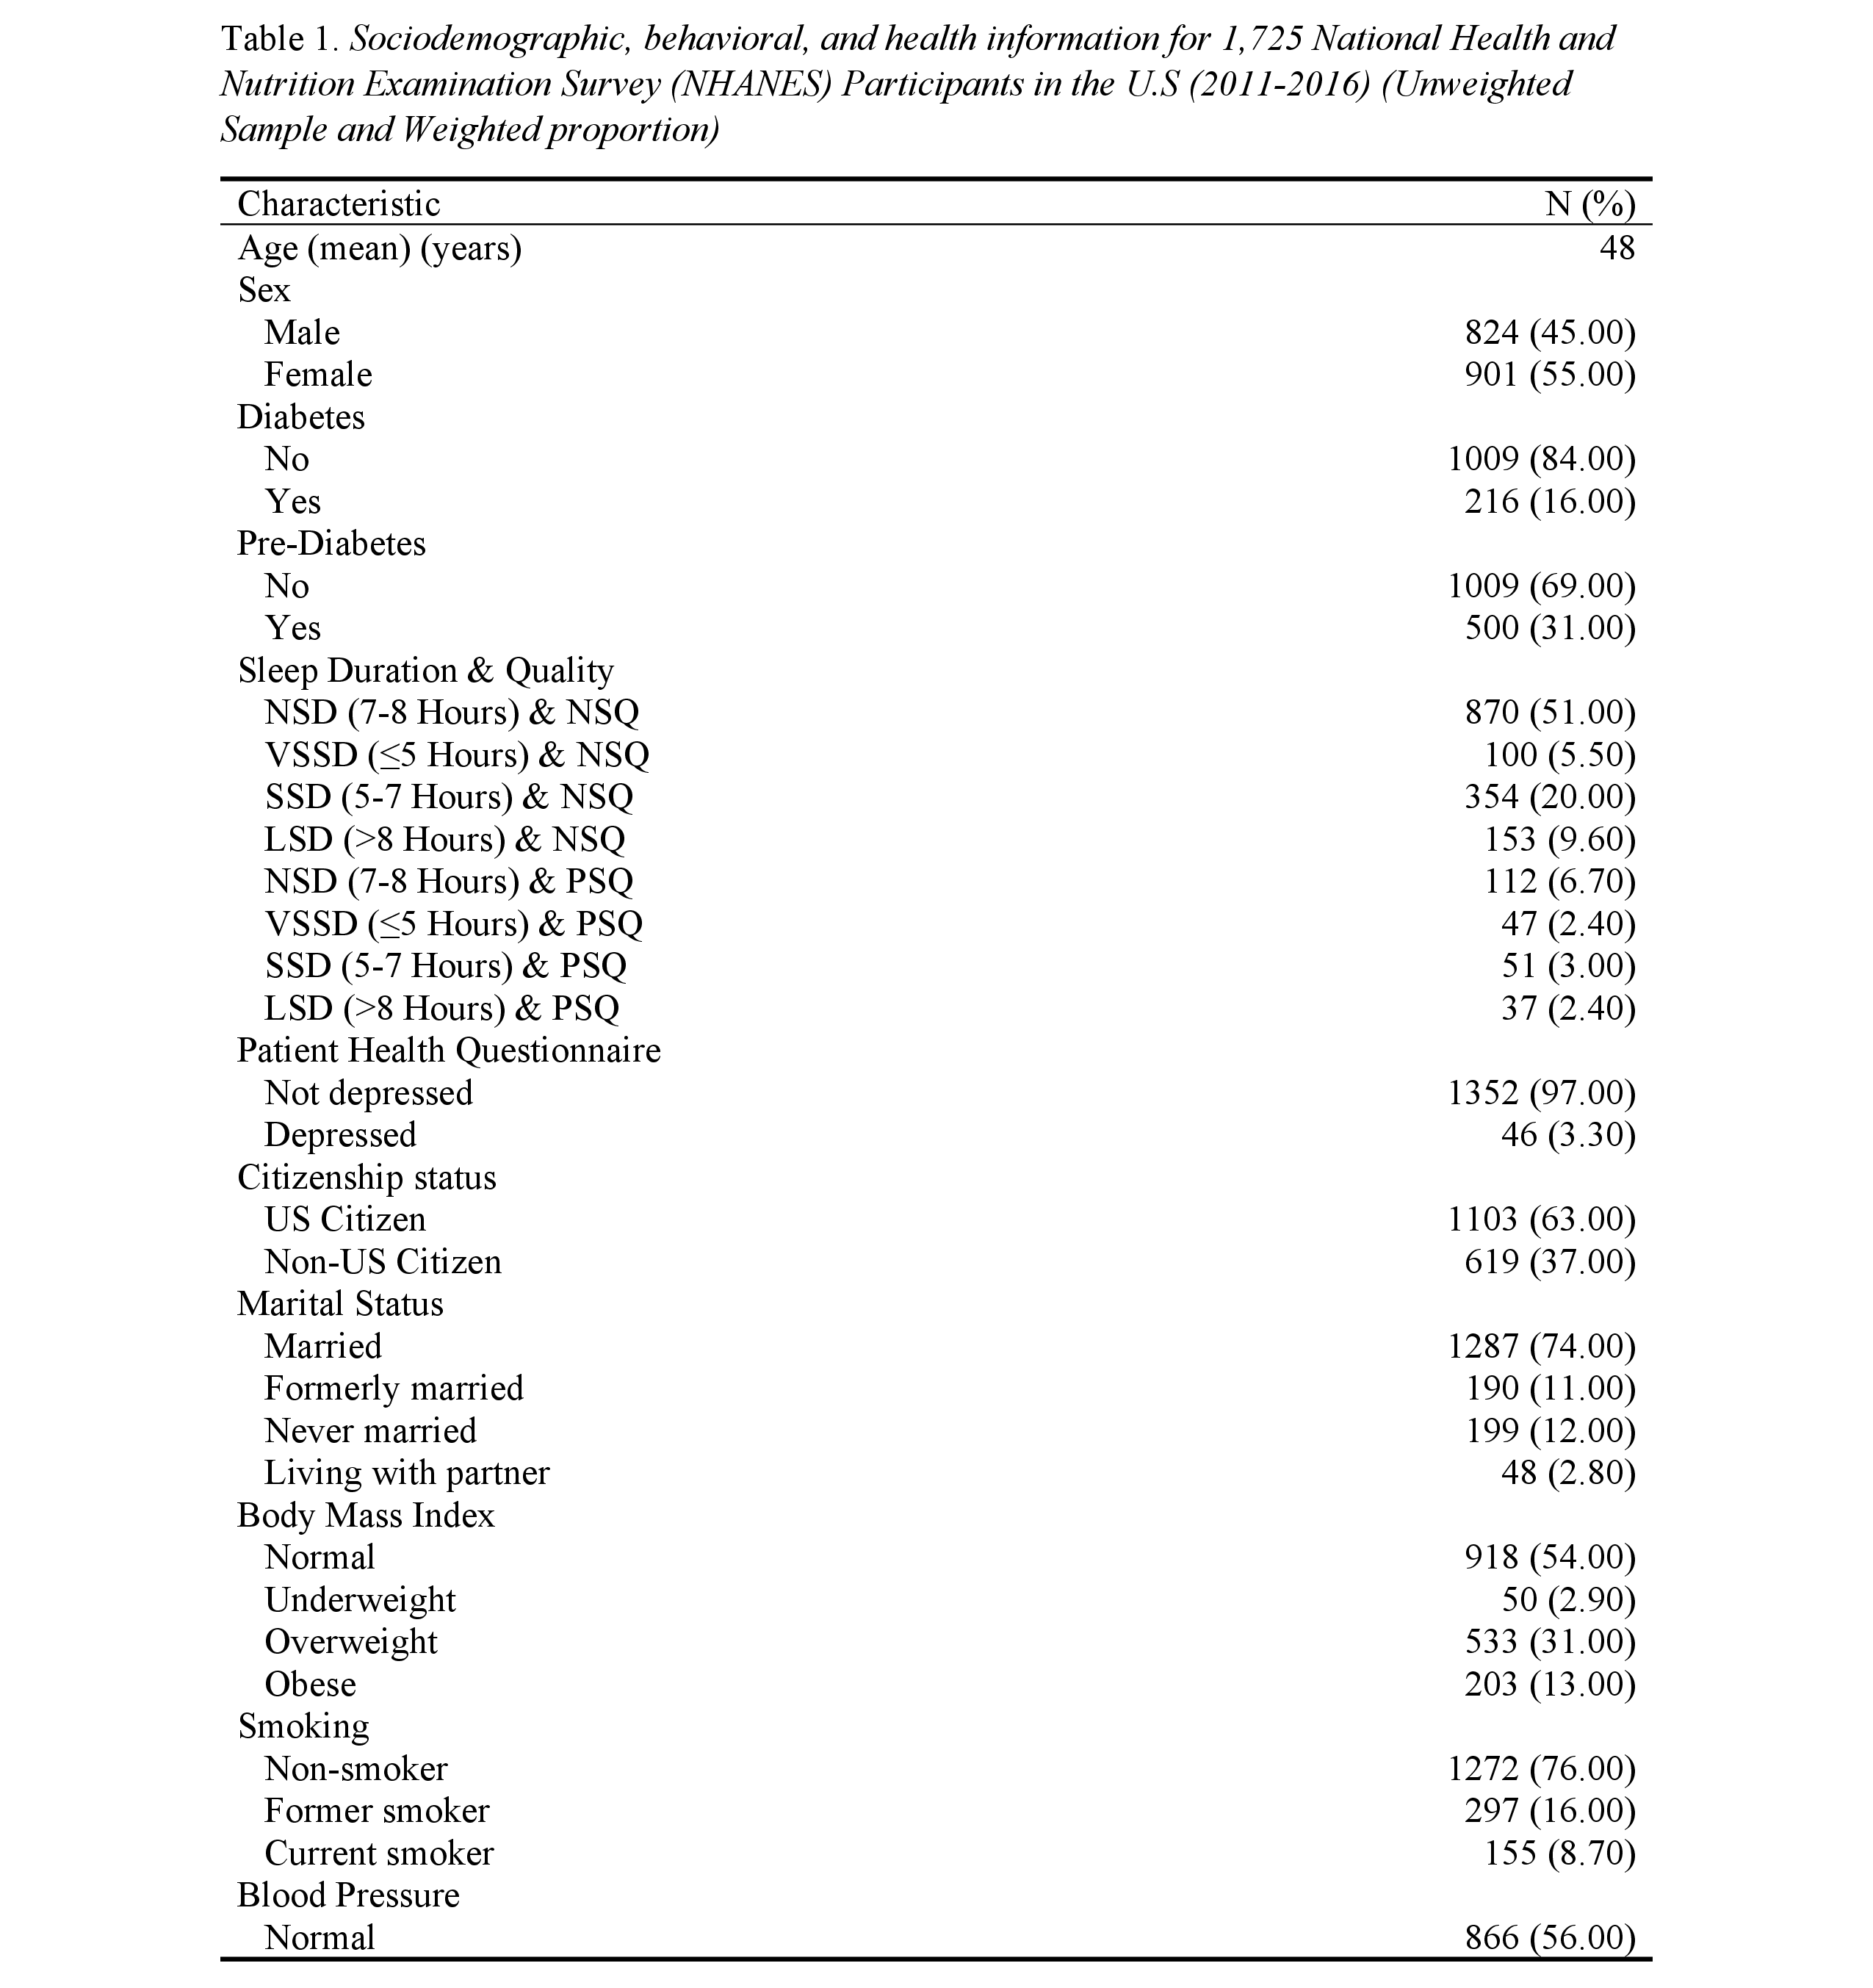 Table 1. Sociodemographic, behavioral, and health information for 1,725 National Health and
Nutrition Examination Survey (NHANES) Participants in the U.S (2011-2016) (Unweighted
Sample and Weighted proportion)
Characteristic N (%)
Age (mean) (years) 48
Sex
Male 824 (45.00)
Female 901 (55.00)
Diabetes
No 1009 (84.00)
Yes 216 (16.00)
Pre-Diabetes
No 1009 (69.00)
Yes 500 (31.00)
Sleep Duration & Quality
NSD (7-8 Hours) & NSQ 870 (51.00)
VSSD (≤5 Hours) & NSQ 100 (5.50)
SSD (5-7 Hours) & NSQ 354 (20.00)
LSD (>8 Hours) & NSQ 153 (9.60)
NSD (7-8 Hours) & PSQ 112 (6.70)
VSSD (≤5 Hours) & PSQ 47 (2.40)
SSD (5-7 Hours) & PSQ 51 (3.00)
LSD (>8 Hours) & PSQ 37 (2.40)
Patient Health Questionnaire
Not depressed 1352 (97.00)
Depressed 46 (3.30)
Citizenship status
US Citizen 1103 (63.00)
Non-US Citizen 619 (37.00)
Marital Status
Married 1287 (74.00)
Formerly married 190 (11.00)
Never married 199 (12.00)
Living with partner 48 (2.80)
Body Mass Index
Normal 918 (54.00)
Underweight 50 (2.90)
Overweight 533 (31.00)
Obese 203 (13.00)
Smoking
Non-smoker 1272 (76.00)
Former smoker 297 (16.00)
Current smoker 155 (8.70)
Blood Pressure
Normal 866 (56.00)